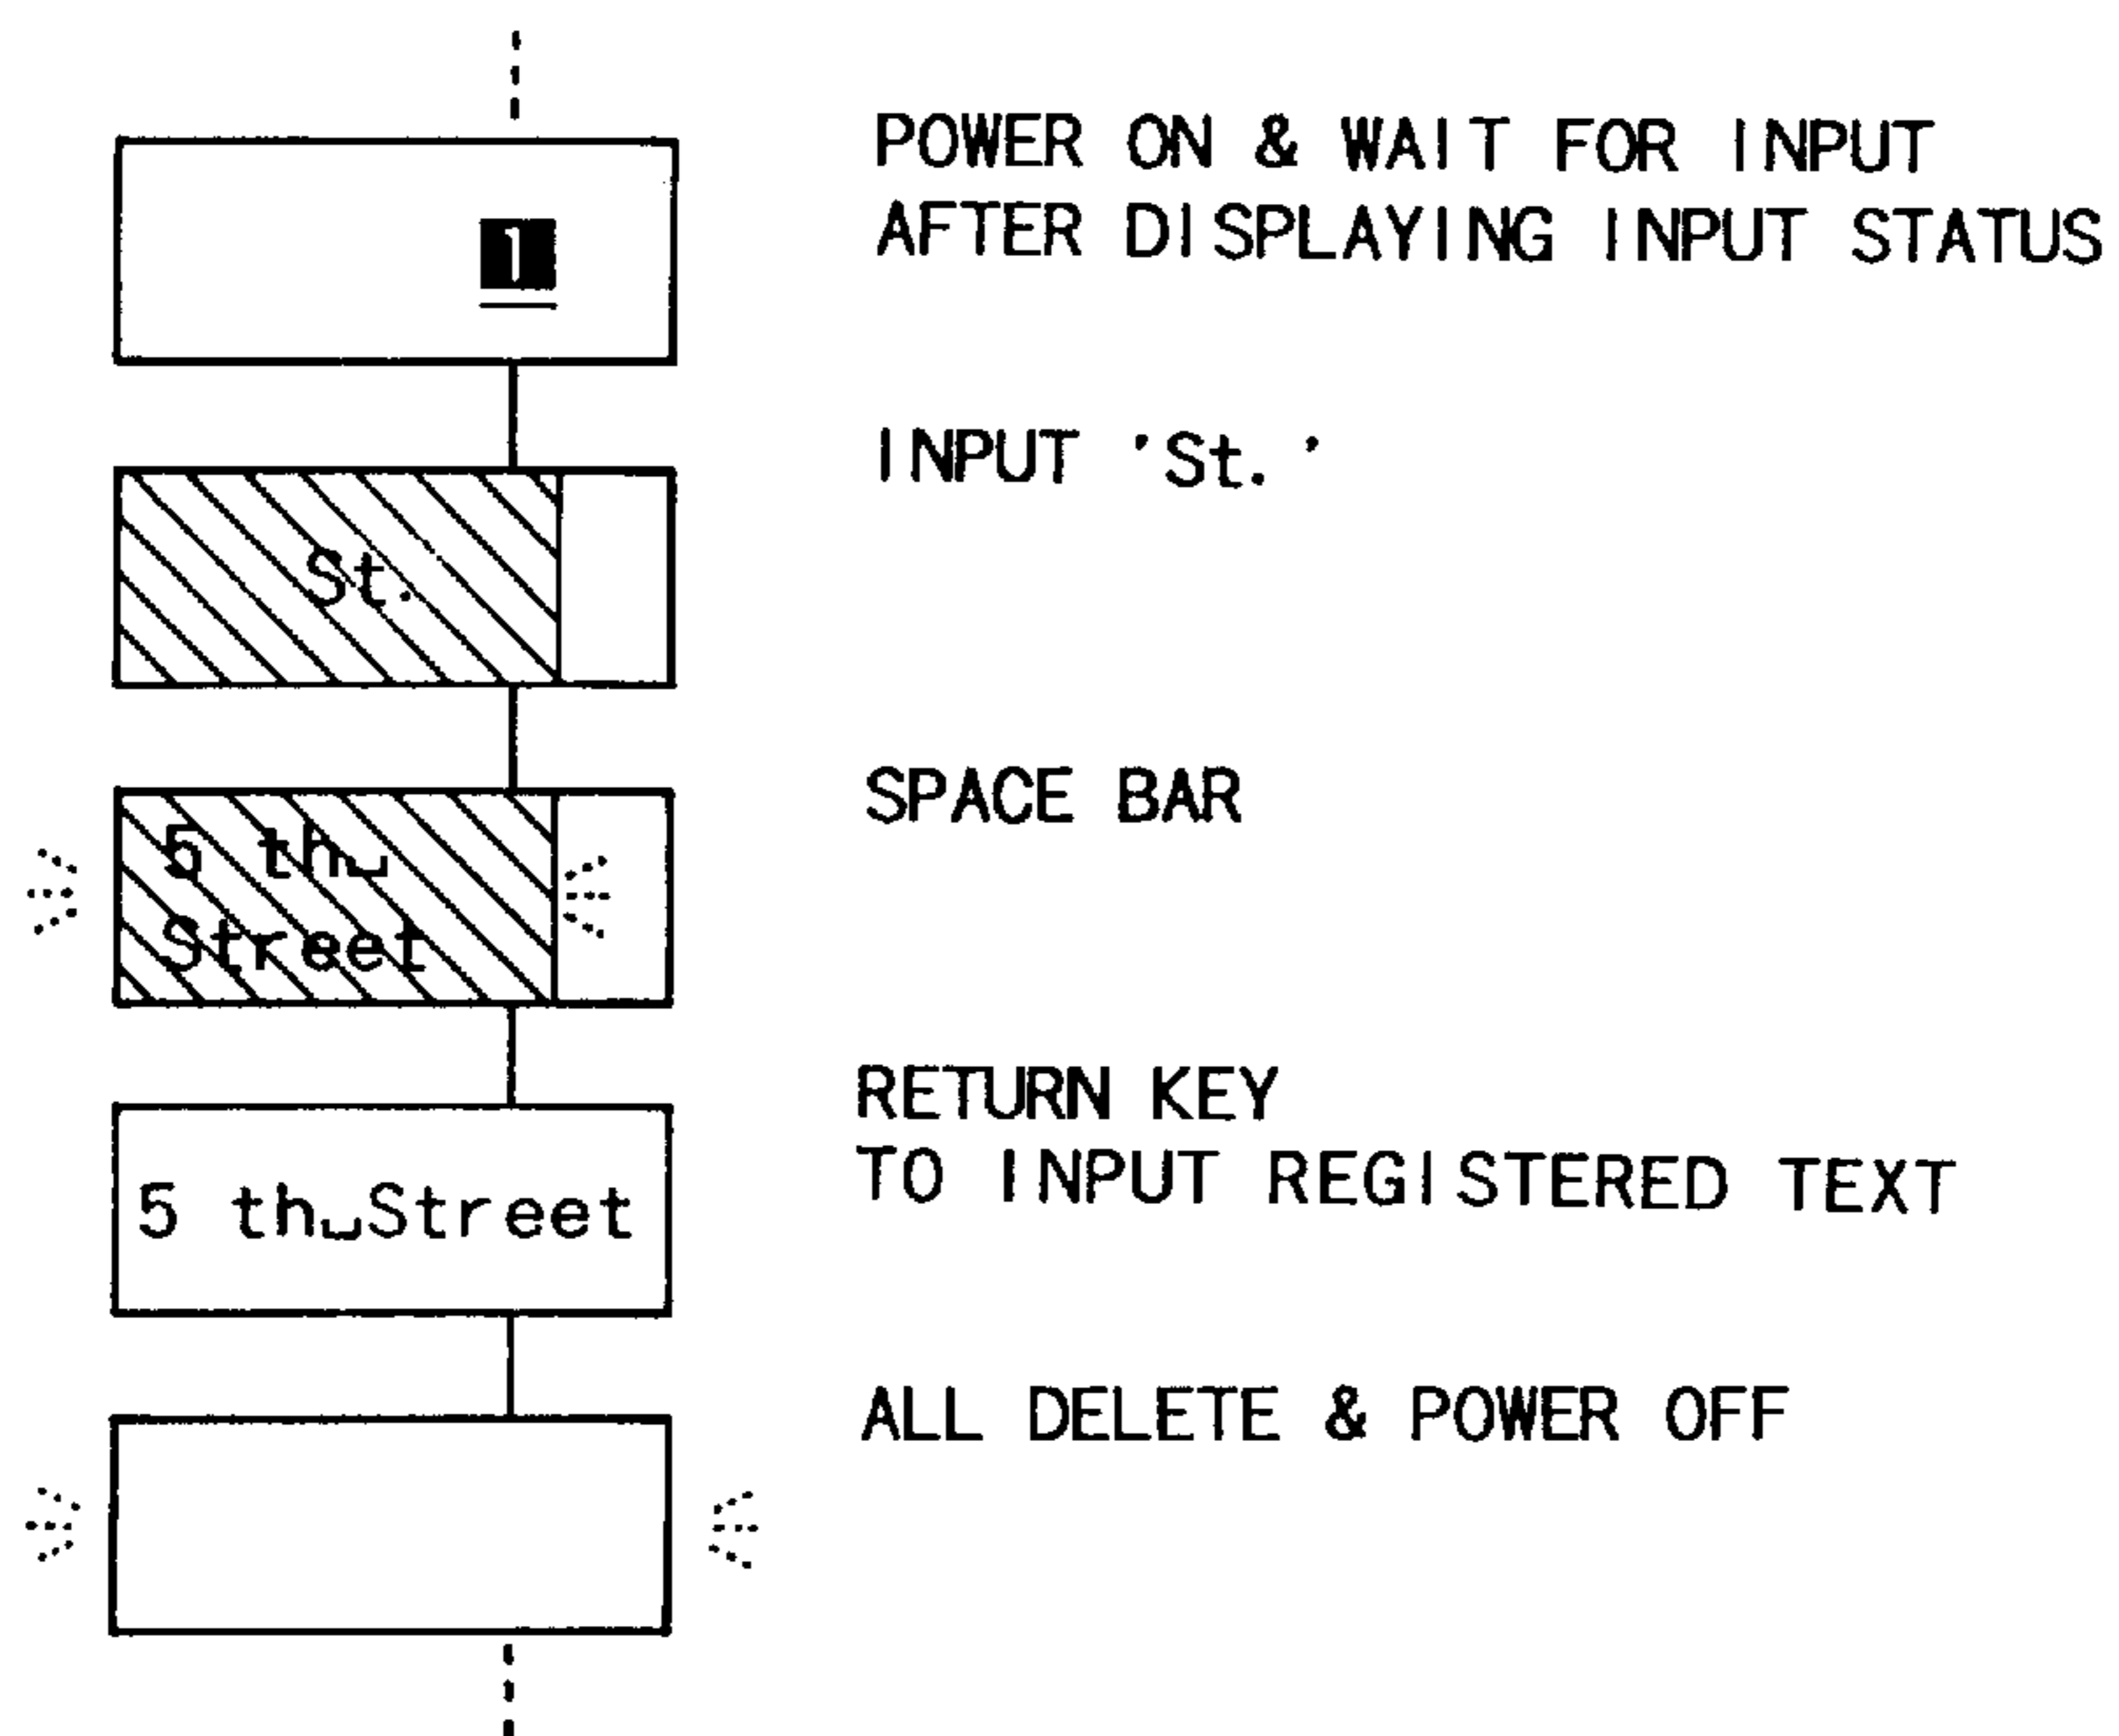 1
POWER ON & WAIT FOR INPUT
AFTER DISPLAYING INPUT STATUS
St.
INPUT 'St.'
5 th␣
Street
SPACE BAR
5 th␣Street
RETURN KEY
TO INPUT REGISTERED TEXT
ALL DELETE & POWER OFF